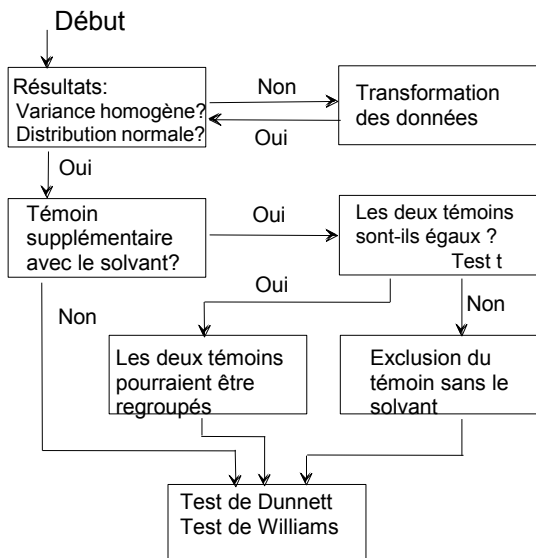 Début
Résultats:
Variance homogène?
Distribution normale?
Non
Oui
Transformation
des données
Oui
Témoin
supplémentaire
avec le solvant?
Oui
Les deux témoins
sont-ils égaux ?
Test t
Oui
Non
Non
Les deux témoins
pourraient être
regroupés
Exclusion du
témoin sans le
solvant
Test de Dunnett
Test de Williams